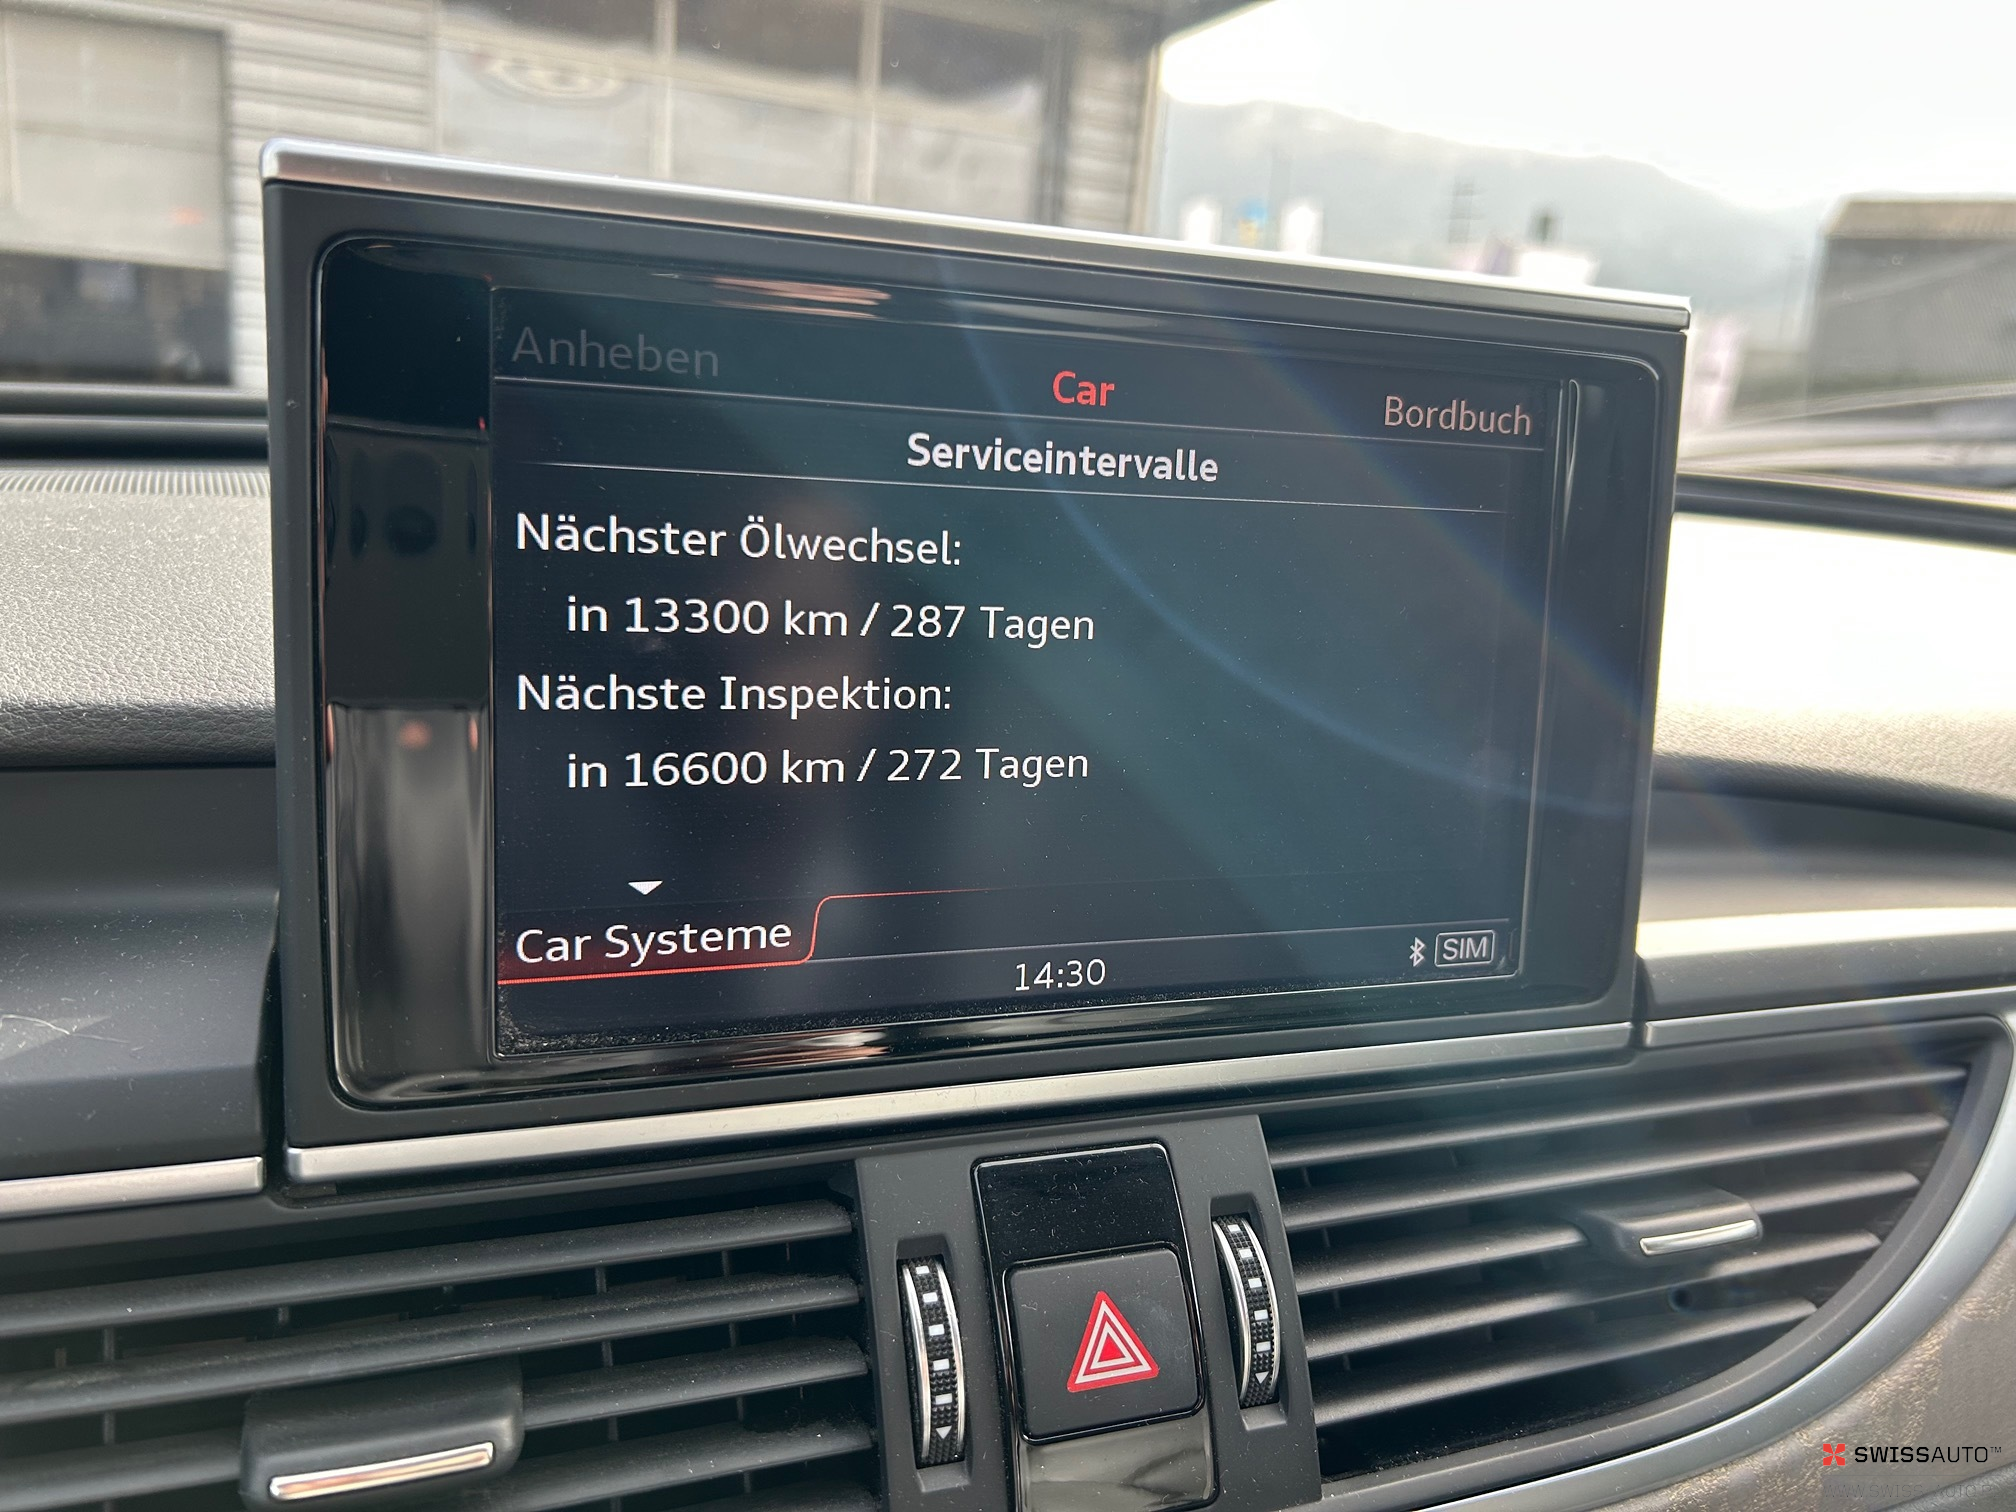 Anheben
Car
Bordbuch
Serviceintervalle
Nächster Ölwechsel:
in 13300 km / 287 Tagen
Nächste Inspektion:
in 16600 km / 272 Tagen
Car Systeme
14:30
SIM
SWISSAUTO™